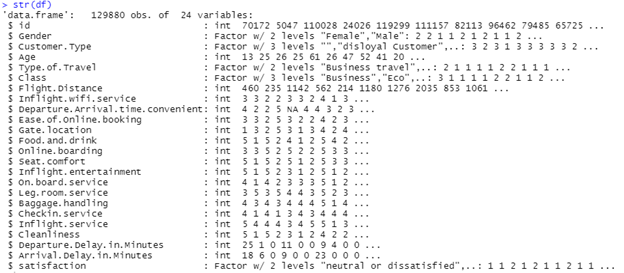 > str(df)
'data.frame':   129880 obs. of  24 variables:
 $ id                               : int  70172 5047 110028 24026 119299 111157 82113 96462 79485 65725 ...
 $ Gender                           : Factor w/ 2 levels "Female","Male": 2 2 1 1 2 1 2 1 1 2 ...
 $ Customer.Type                    : Factor w/ 3 levels "","disloyal Customer",..: 3 2 3 1 3 3 3 3 3 2 ...
 $ Age                              : int  13 25 26 25 61 26 47 52 41 20 ...
 $ Type.of.Travel                   : Factor w/ 2 levels "Business travel",..: 2 1 1 1 1 2 2 1 1 1 ...
 $ Class                            : Factor w/ 3 levels "Business","Eco",..: 3 1 1 1 1 2 2 1 1 2 ...
 $ Flight.Distance                  : int  460 235 1142 562 214 1180 1276 2035 853 1061 ...
 $ Inflight.wifi.service            : int  3 3 2 2 3 3 2 4 1 3 ...
 $ Departure.Arrival.time.convenient: int  4 2 2 5 NA 4 4 3 2 3 ...
 $ Ease.of.Online.booking           : int  3 3 2 5 3 2 2 4 2 3 ...
 $ Gate.location                    : int  1 3 2 5 3 1 3 4 2 4 ...
 $ Food.and.drink                   : int  5 1 5 2 4 1 2 5 4 2 ...
 $ Online.boarding                  : int  3 3 5 2 5 2 2 5 3 3 ...
 $ Seat.comfort                     : int  5 1 5 2 5 1 2 5 3 3 ...
 $ Inflight.entertainment           : int  5 1 5 2 3 1 2 5 1 2 ...
 $ On.board.service                 : int  4 1 4 2 3 3 3 5 1 2 ...
 $ Leg.room.service                 : int  3 5 3 5 4 4 3 5 2 3 ...
 $ Baggage.handling                 : int  4 3 4 3 4 4 4 5 1 4 ...
 $ Checkin.service                  : int  4 1 4 1 3 4 3 4 4 4 ...
 $ Inflight.service                 : int  5 4 4 4 3 4 5 5 1 3 ...
 $ Cleanliness                      : int  5 1 5 2 3 1 2 4 2 2 ...
 $ Departure.Delay.in.Minutes       : int  25 1 0 11 0 0 9 4 0 0 ...
 $ Arrival.Delay.in.Minutes         : int  18 6 0 9 0 0 23 0 0 0 ...
 $ satisfaction                     : Factor w/ 2 levels "neutral or dissatisfied",..: 1 1 2 1 2 1 1 2 1 1 ...